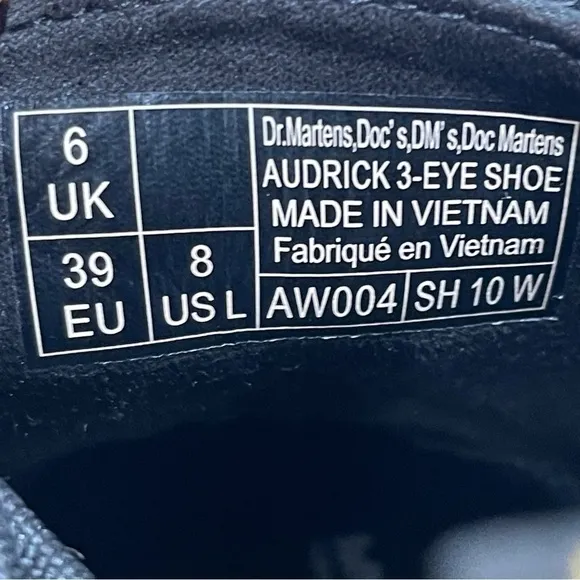 6
UK
39
EU
8
US L
Dr.Martens,Doc's,DM's,Doc Martens
AUDRICK 3-EYE SHOE
MADE IN VIETNAM
Fabriqué en Vietnam
AW004 SH 10 W